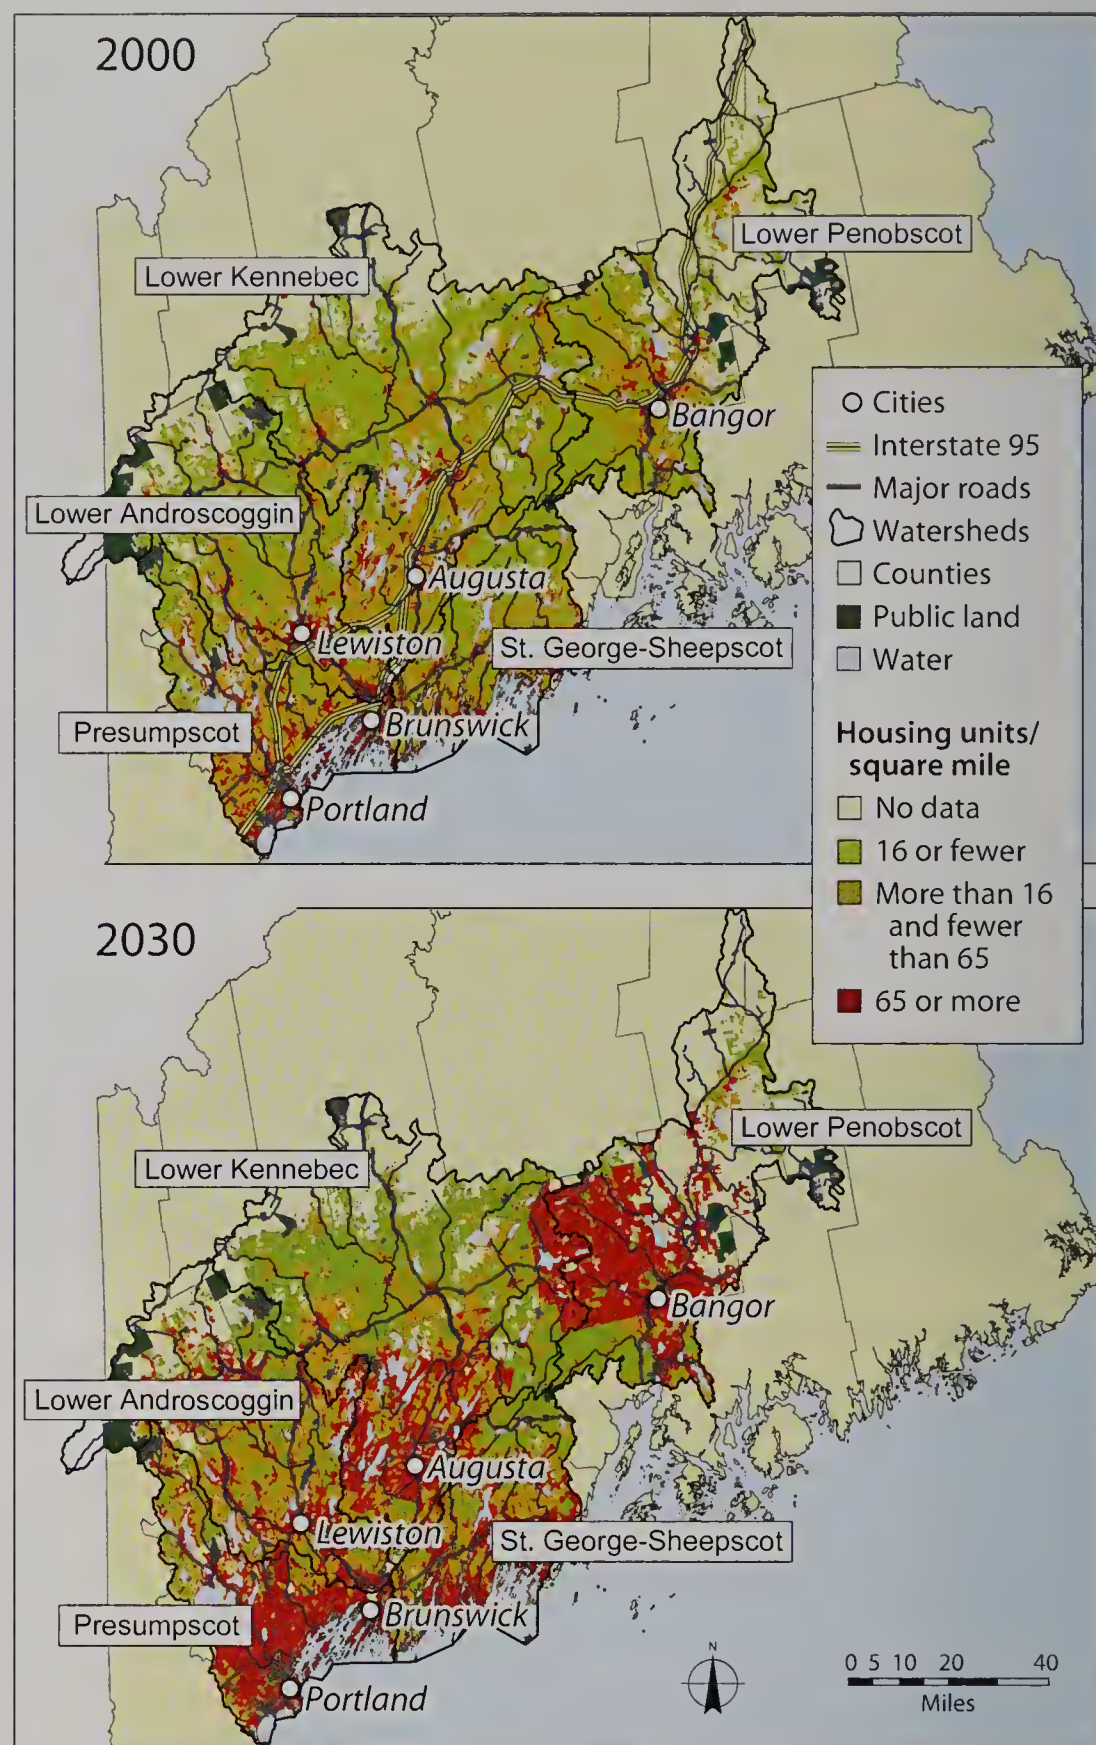 2000
Lower Penobscot
Lower Kennebec
Bangor
Lower Androscoggin
Augusta
Lewiston
St. George-Sheepscot
Presumpscot
Brunswick
Portland
Cities
Interstate 95
Major roads
Watersheds
Counties
Public land
Water
Housing units/
square mile
No data
16 or fewer
More than 16
and fewer
than 65
65 or more
2030
Lower Penobscot
Lower Kennebec
Bangor
Lower Androscoggin
Augusta
Lewiston
St. George-Sheepscot
Presumpscot
Brunswick
Portland
N
0 5 10 20 40
Miles